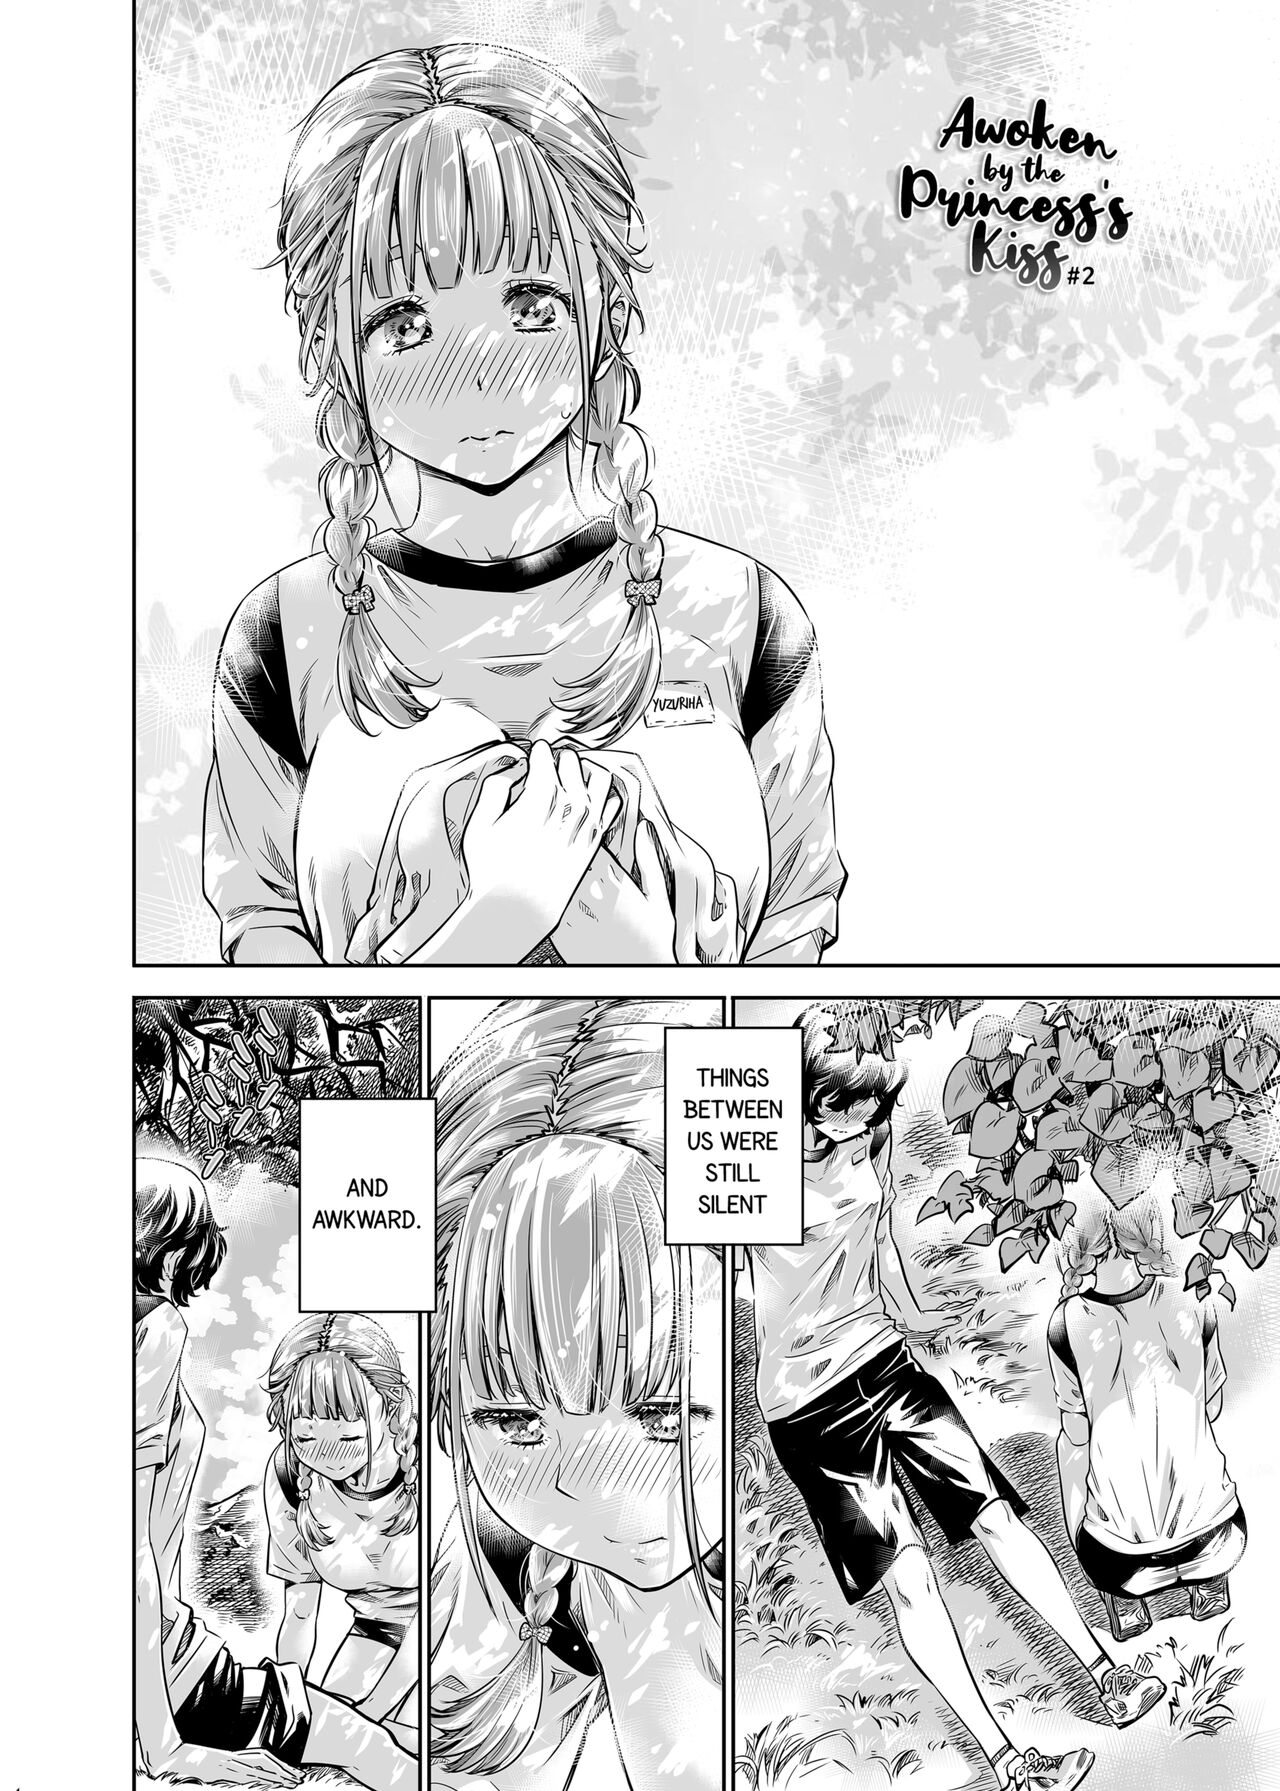 Awoken
by the
Princess's
Kiss #2
YUZURIHA
THINGS
BETWEEN
US WERE
STILL
SILENT
AND
AWKWARD.